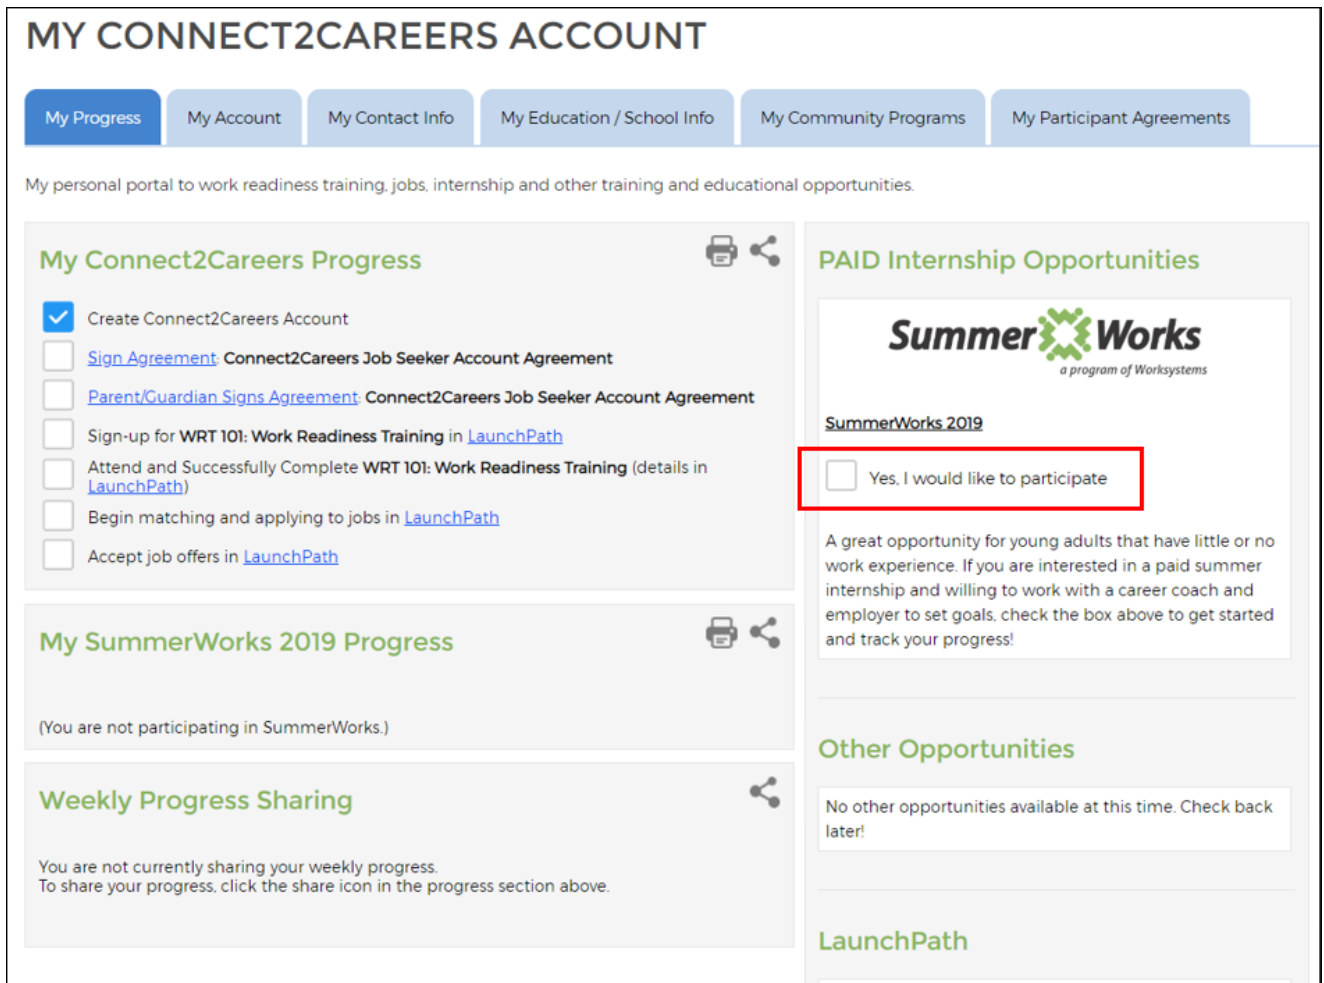 MY CONNECT2CAREERS ACCOUNT
My Progress
My Account
My Contact Info
My Education / School Info
My Community Programs
My Participant Agreements
My personal portal to work readiness training, jobs, internship and other training and educational opportunities.
My Connect2Careers Progress
Create Connect2Careers Account
Sign Agreement: Connect2Careers Job Seeker Account Agreement
Parent/Guardian Signs Agreement: Connect2Careers Job Seeker Account Agreement
Sign-up for WRT 101: Work Readiness Training in LaunchPath
Attend and Successfully Complete WRT 101: Work Readiness Training (details in
LaunchPath)
Begin matching and applying to jobs in LaunchPath
Accept job offers in LaunchPath
My SummerWorks 2019 Progress
(You are not participating in SummerWorks.)
Weekly Progress Sharing
You are not currently sharing your weekly progress.
To share your progress, click the share icon in the progress section above.
PAID Internship Opportunities
Summer Works
a program of Worksystems
SummerWorks 2019
Yes, I would like to participate
A great opportunity for young adults that have little or no
work experience. If you are interested in a paid summer
internship and willing to work with a career coach and
employer to set goals, check the box above to get started
and track your progress!
Other Opportunities
No other opportunities available at this time. Check back
later!
LaunchPath